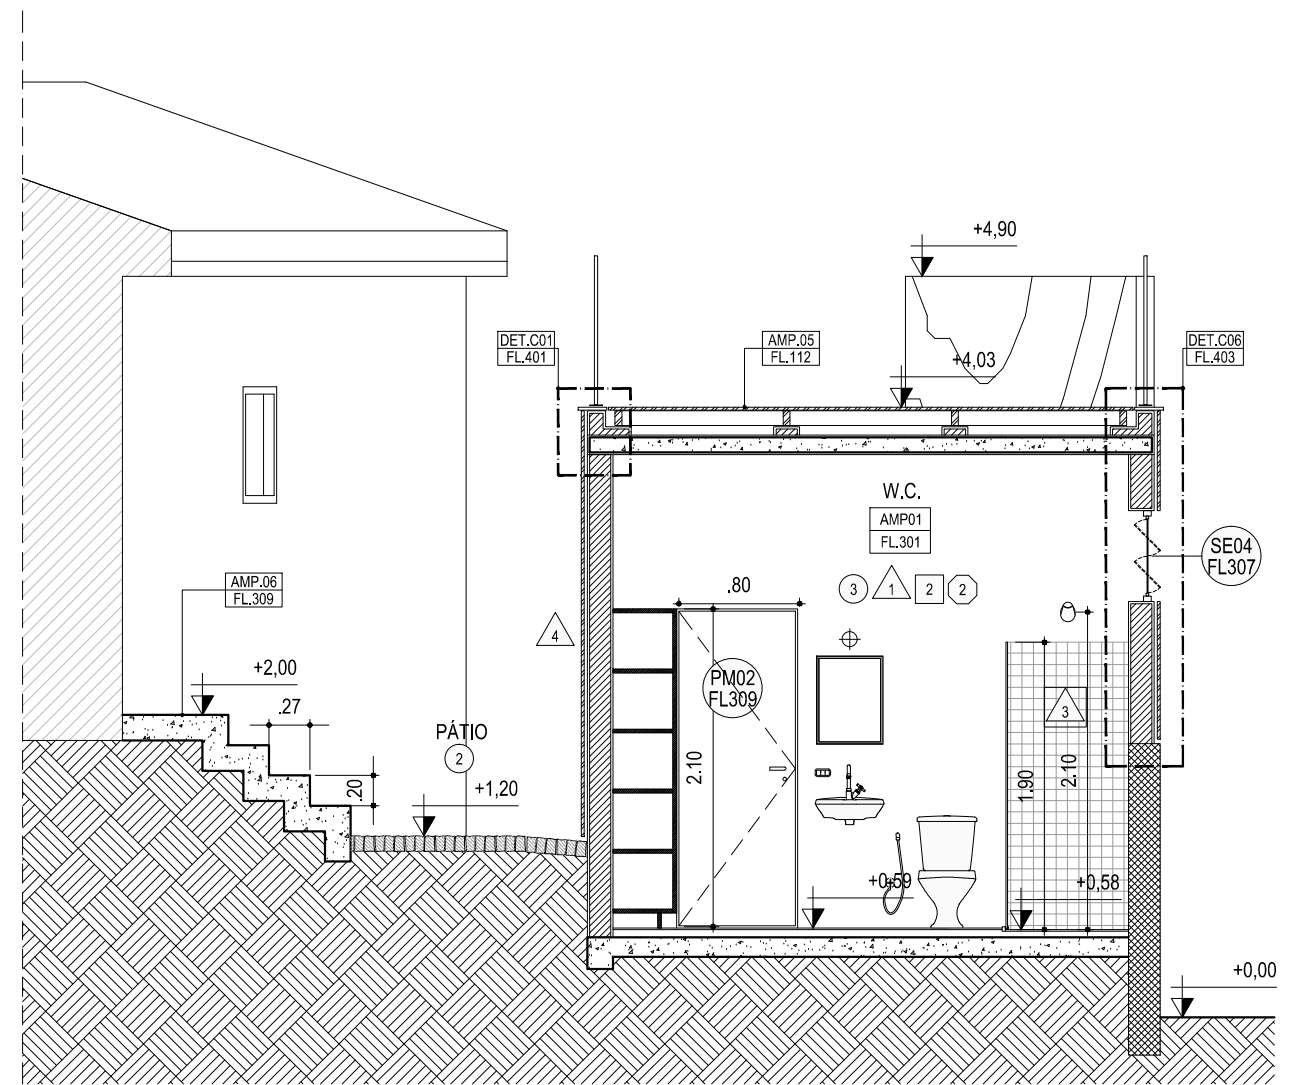 +4,90
DET.C01
FL.401
AMP.05
FL.112
DET.C06
FL.403
+4,03
W.C.
AMP01
FL.301
SE04
FL307
AMP.06
FL.309
.80
3
1
2
2
4
+2,00
.27
PM02
FL309
3
PÁTIO
2
.20
+1,20
2.10
1.90
2.10
+0,59
+0,58
+0,00